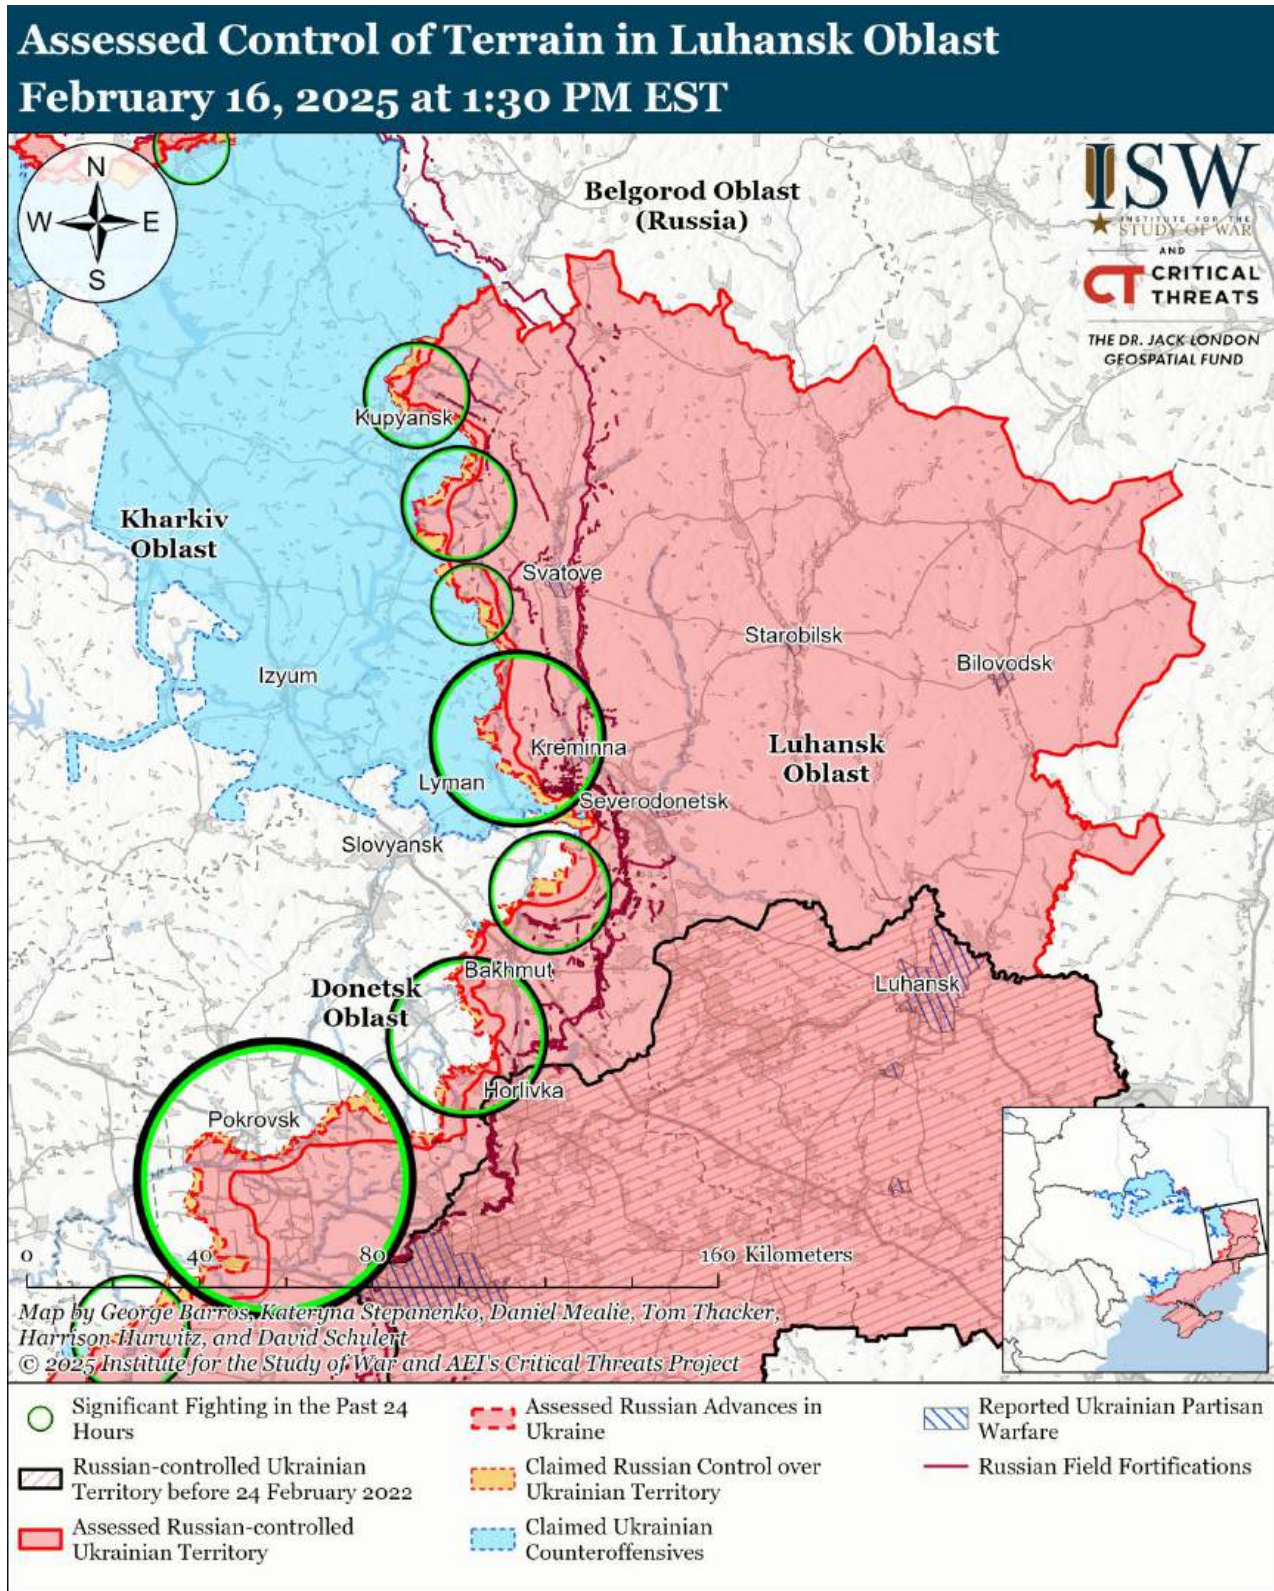 Assessed Control of Terrain in Luhansk Oblast
February 16, 2025 at 1:30 PM EST
N
W E
S
Belgorod Oblast
(Russia)
ISW
INSTITUTE FOR THE
STUDY OF WAR
AND
CT CRITICAL
THREATS
THE DR. JACK LONDON
GEOSPATIAL FUND
Kupyansk
Kharkiv
Oblast
Svatove
Starobilsk
Bilovodsk
Izyum
Kreminna
Luhansk
Oblast
Lyman
Severodonetsk
Slovyansk
Bakhmut
Luhansk
Donetsk
Oblast
Horlivka
Pokrovsk
0 40 80 160 Kilometers
Map by George Barros, Kateryna Stepanenko, Daniel Mealie, Tom Thacker,
Harrison Hurwitz, and David Schulert
© 2025 Institute for the Study of War and AEI's Critical Threats Project
Significant Fighting in the Past 24
Hours
Russian-controlled Ukrainian
Territory before 24 February 2022
Assessed Russian-controlled
Ukrainian Territory
Assessed Russian Advances in
Ukraine
Claimed Russian Control over
Ukrainian Territory
Claimed Ukrainian
Counteroffensives
Reported Ukrainian Partisan
Warfare
Russian Field Fortifications